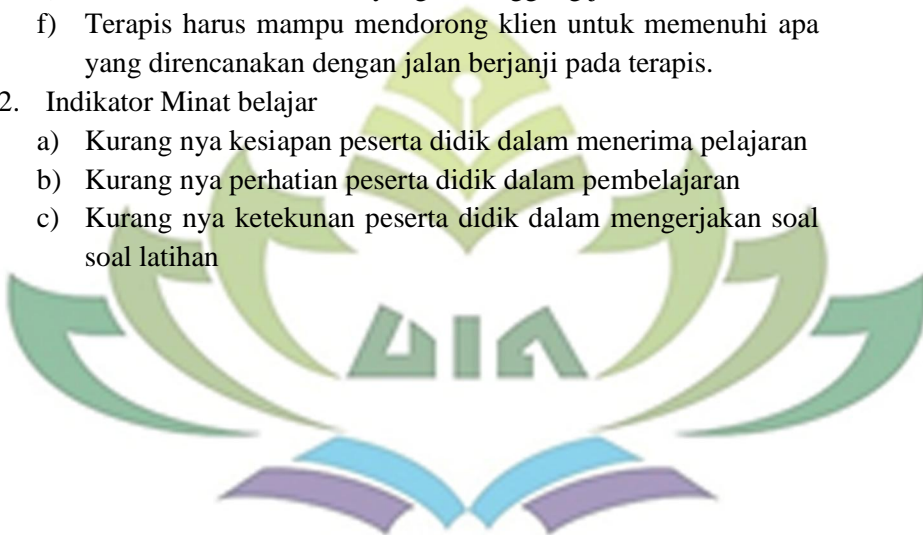 f) Terapis harus mampu mendorong klien untuk memenuhi apa
yang direncanakan dengan jalan berjanji pada terapis.
2. Indikator Minat belajar
a) Kurang nya kesiapan peserta didik dalam menerima pelajaran
b) Kurang nya perhatian peserta didik dalam pembelajaran
c) Kurang nya ketekunan peserta didik dalam mengerjakan soal
soal latihan
UIN